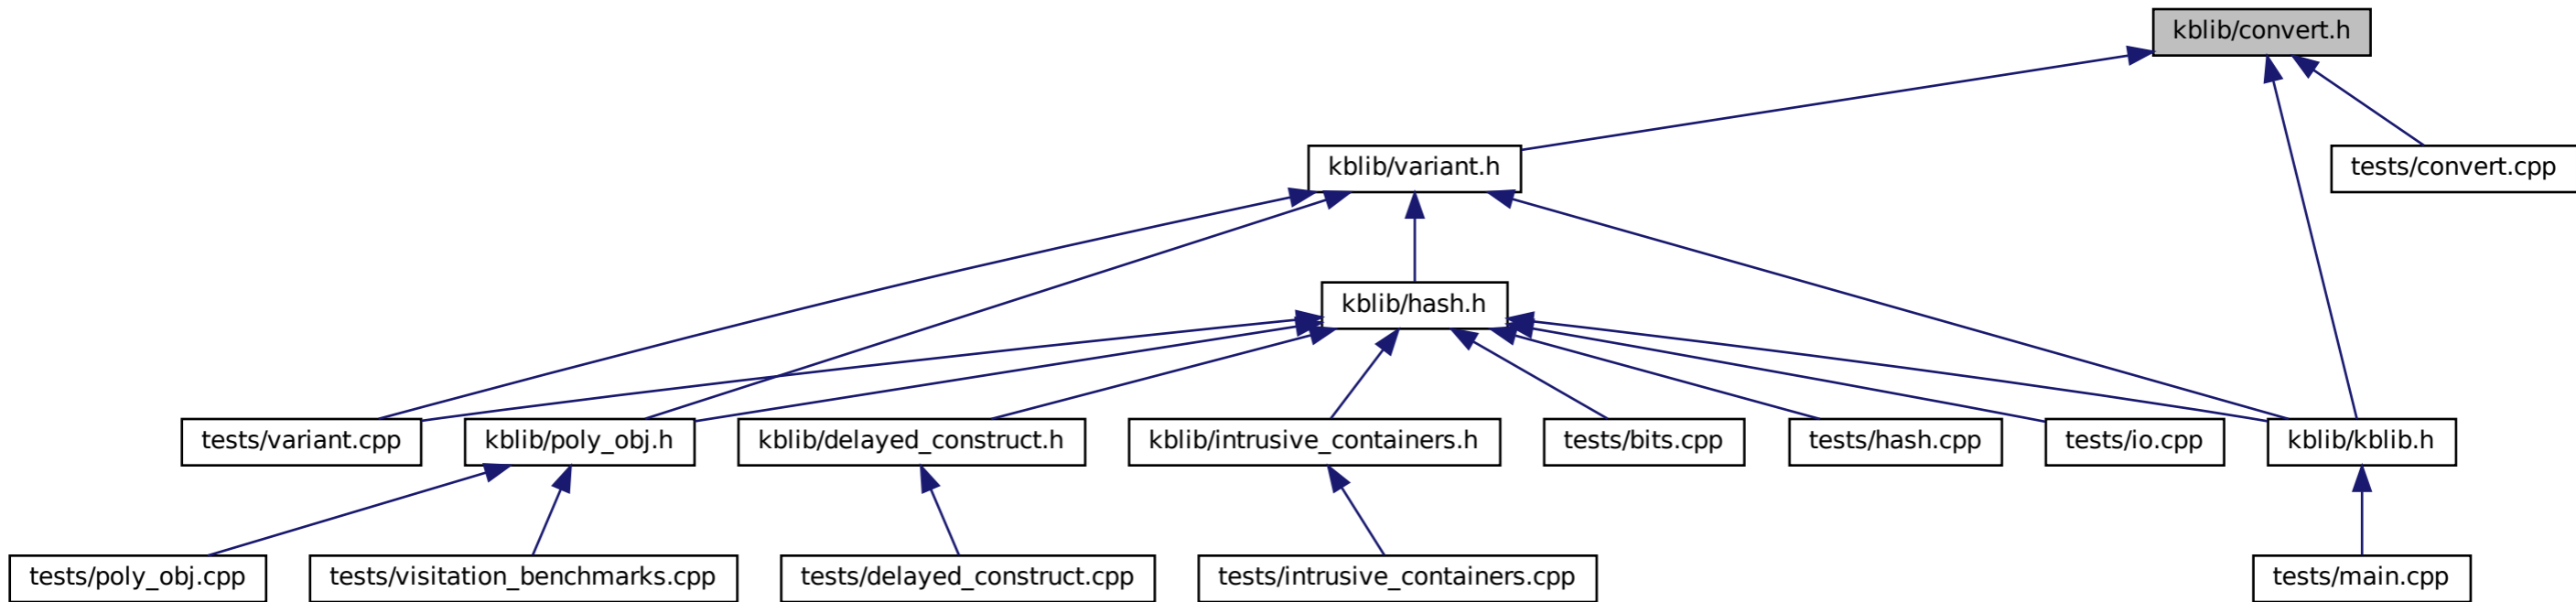 kblib/convert.h
kblib/variant.h
tests/convert.cpp
kblib/hash.h
tests/variant.cpp
kblib/poly_obj.h
kblib/delayed_construct.h
kblib/intrusive_containers.h
tests/bits.cpp
tests/hash.cpp
tests/io.cpp
kblib/kblib.h
tests/poly_obj.cpp
tests/visitation_benchmarks.cpp
tests/delayed_construct.cpp
tests/intrusive_containers.cpp
tests/main.cpp